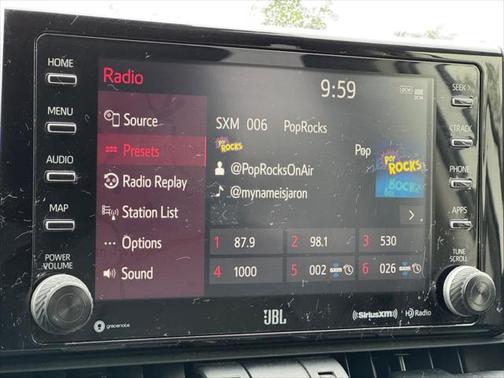 HOME
MENU
AUDIO
MAP
POWER
VOLUME
Radio
9:59
Source
Presets
Radio Replay
Station List
Options
Sound
SXM 006 PopRocks
Pop
@PopRocksOnAir
@mynameisjaron
POP
ROCKS
1 87.9
2 98.1
3 530
4 1000
5 002
6 026
SEEK >
< TRACK
PHONE
APPS
TUNE
SCROLL
gracenote
JBL
((SiriusXM))
HD Radio